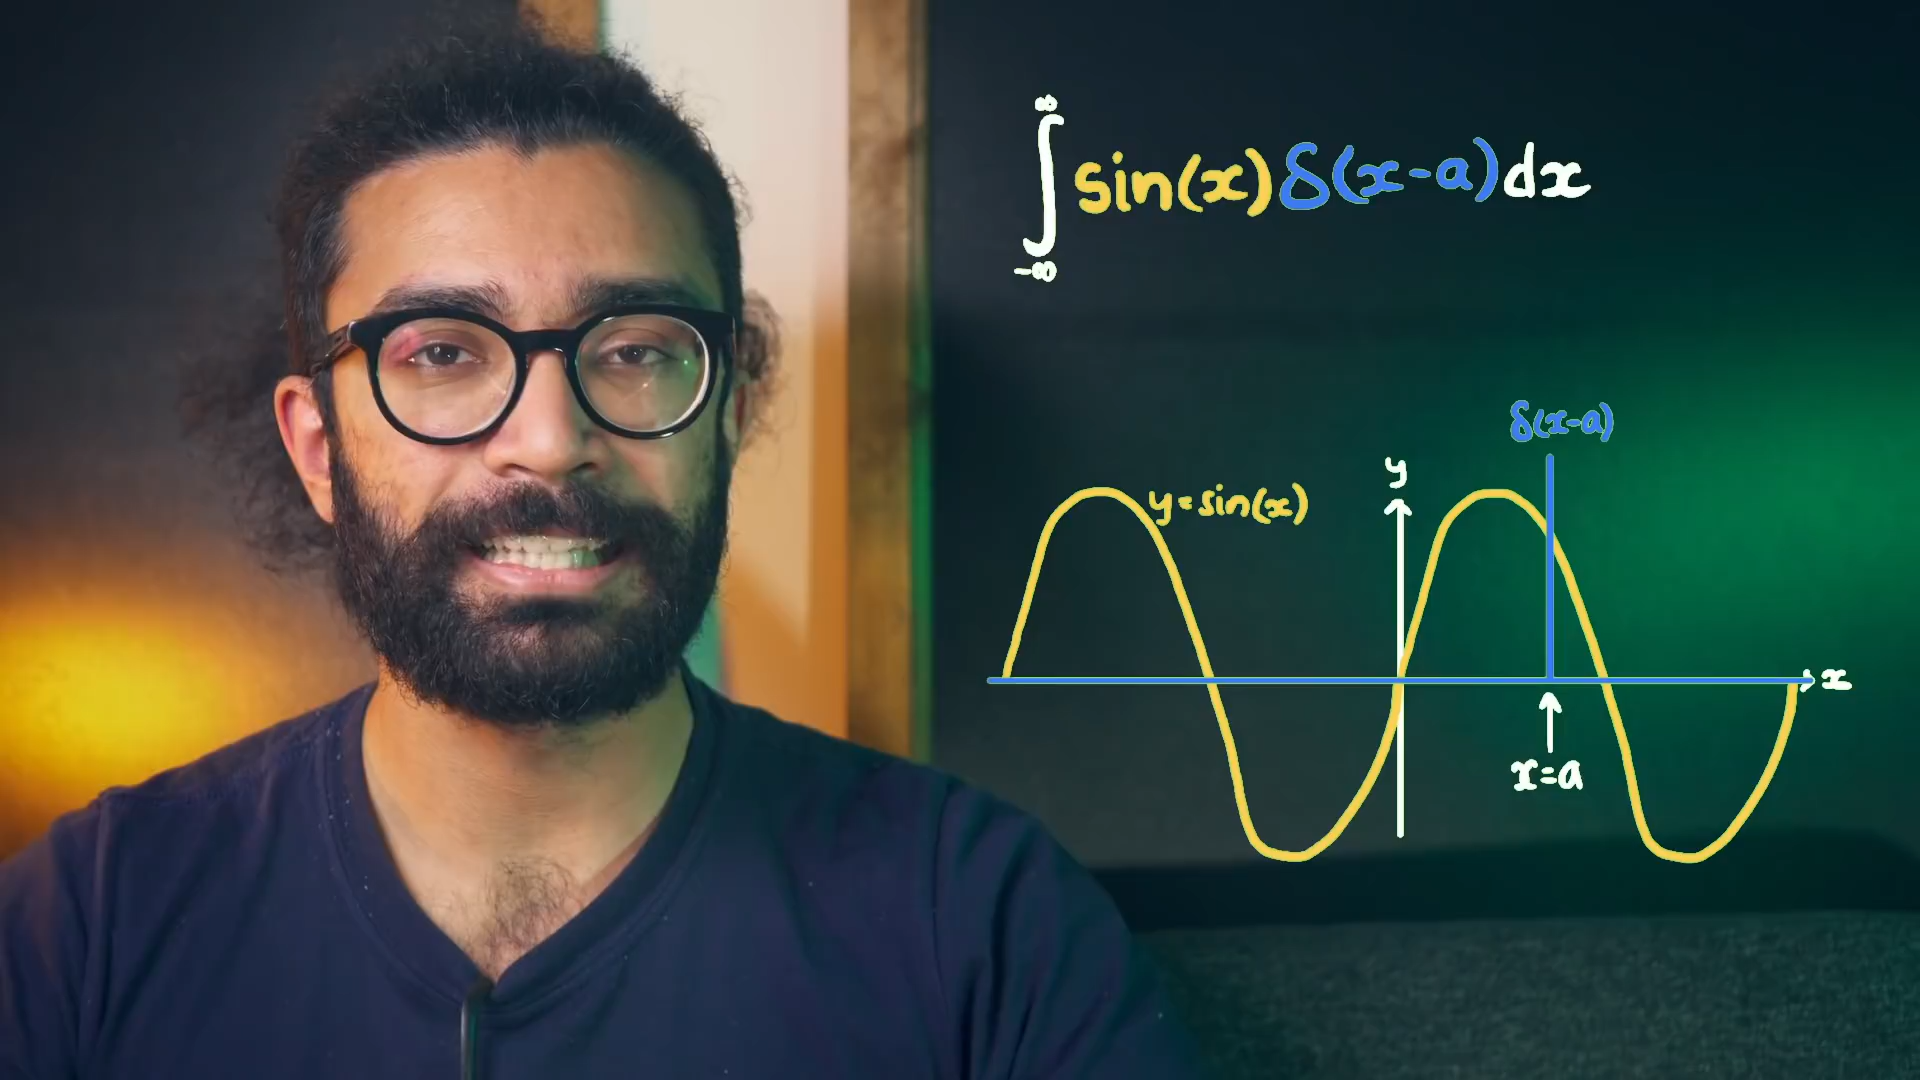 ∫_{-∞}^{∞} sin(x)δ(x-a)dx
δ(x-a)
y
y=sin(x)
x
x=a